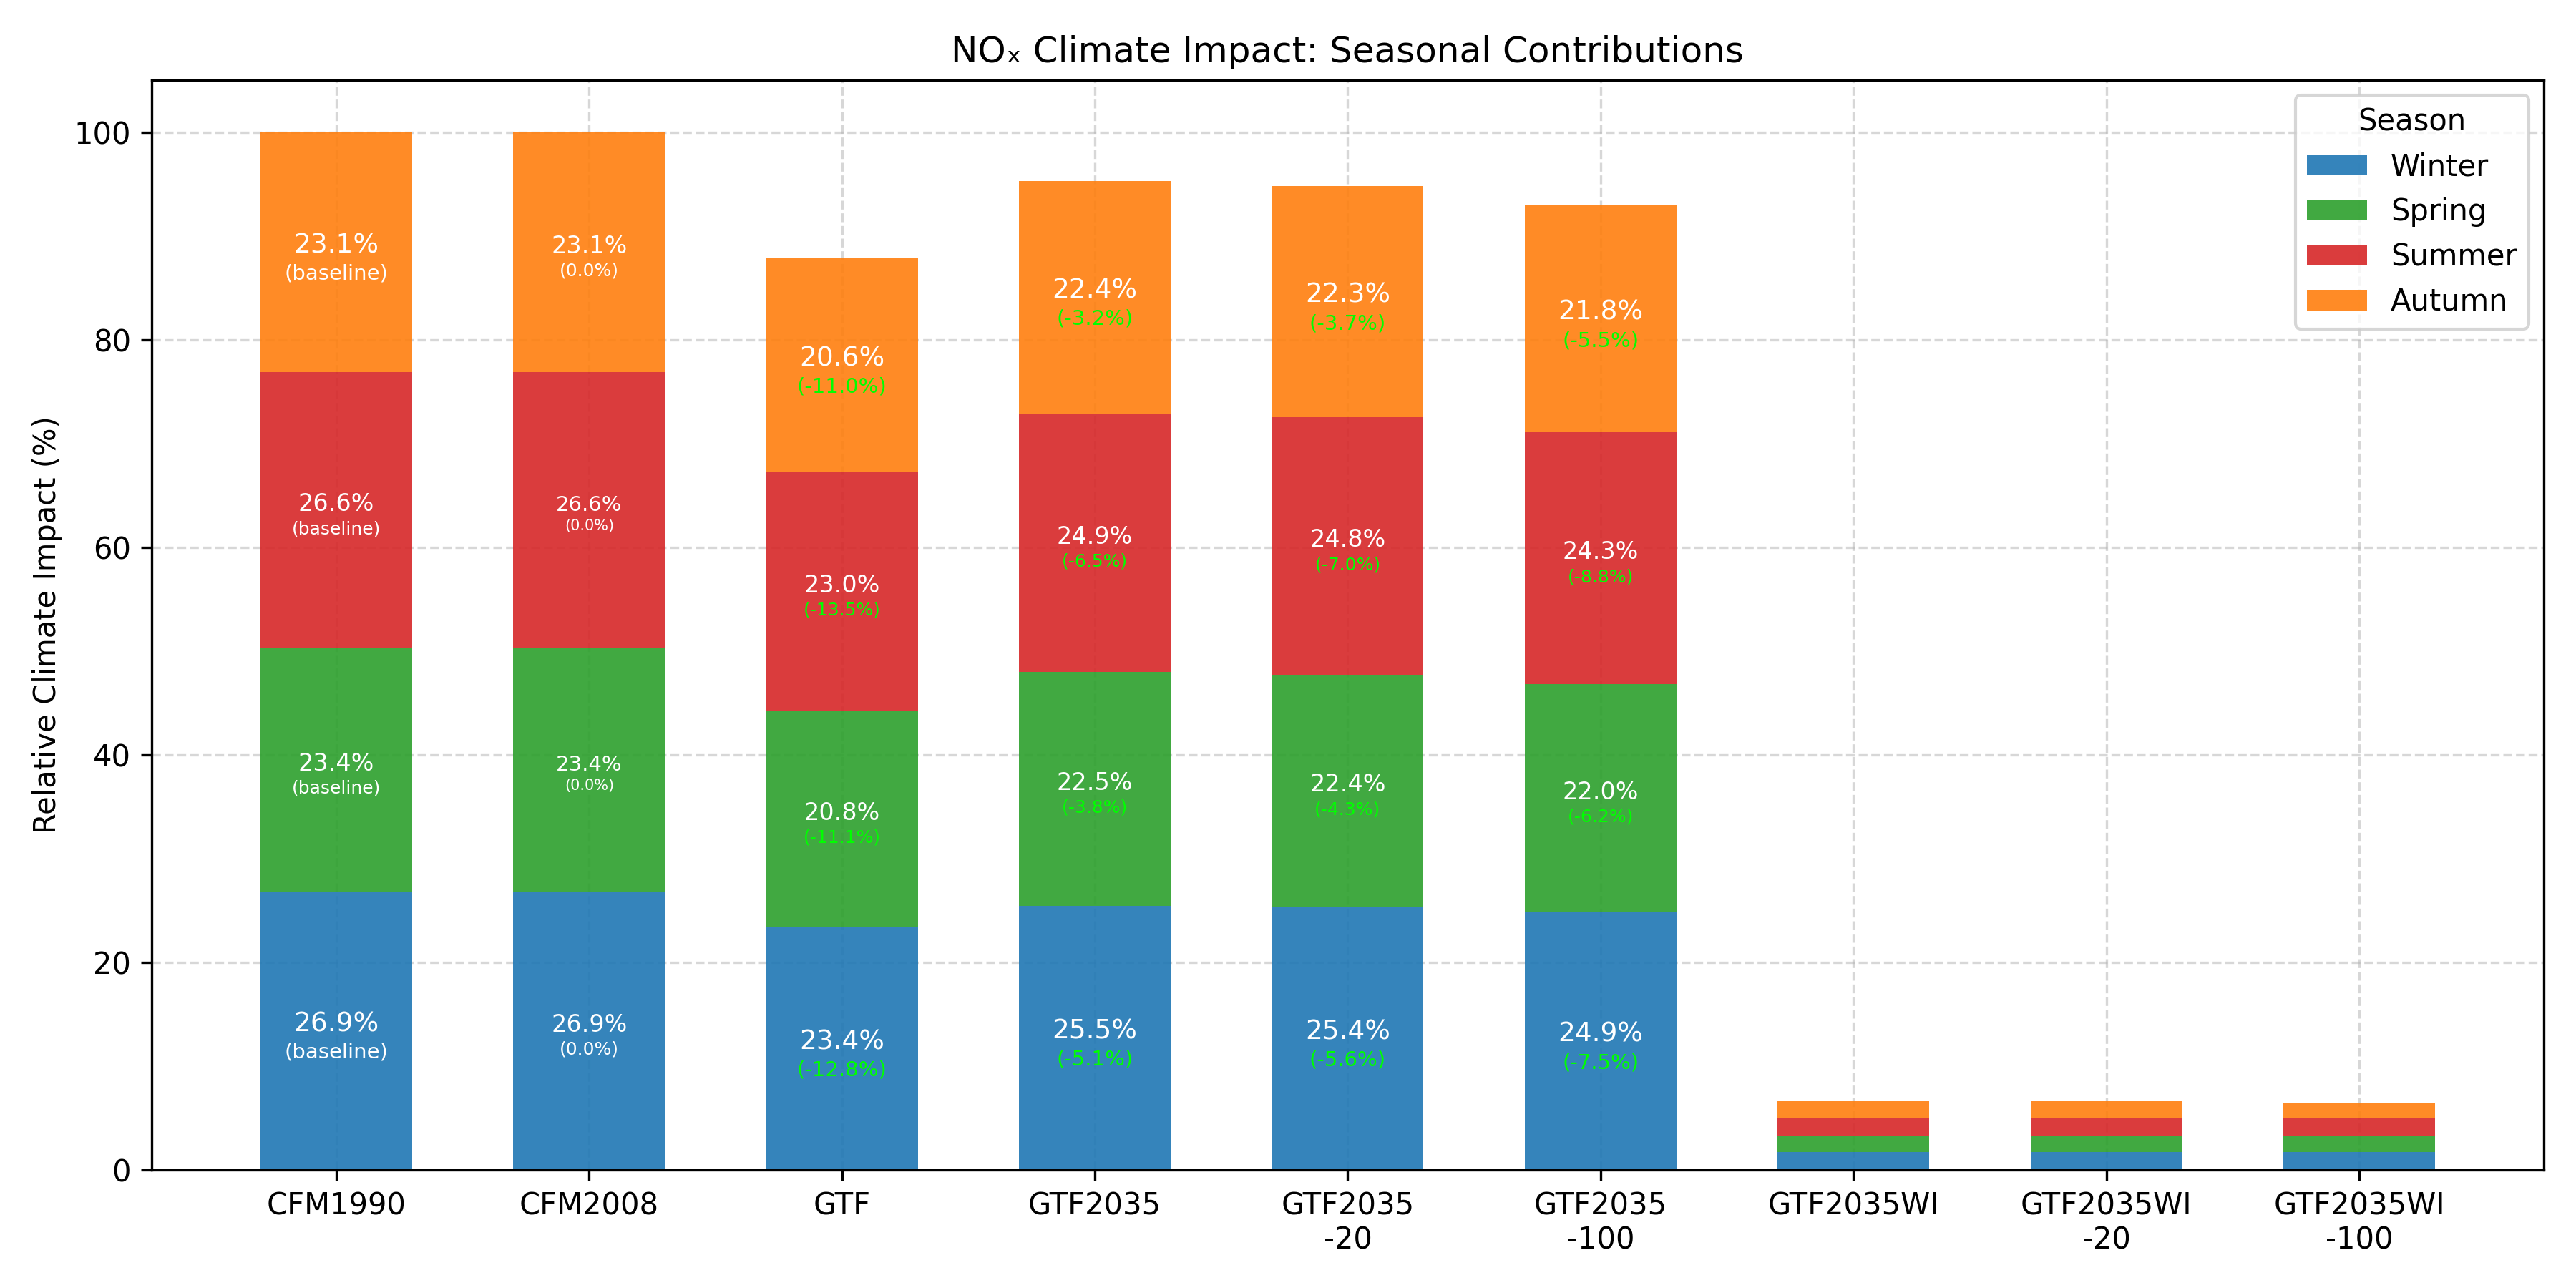 NOₓ Climate Impact: Seasonal Contributions
Relative Climate Impact (%)
100
80
60
40
20
0
Season
Winter
Spring
Summer
Autumn
23.1%
(baseline)
26.6%
(baseline)
23.4%
(baseline)
26.9%
(baseline)
23.1%
(0.0%)
26.6%
(0.0%)
23.4%
(0.0%)
26.9%
(0.0%)
20.6%
(-11.0%)
23.0%
(-13.5%)
20.8%
(-11.1%)
23.4%
(-12.8%)
22.4%
(-3.2%)
24.9%
(-6.5%)
22.5%
(-3.8%)
25.5%
(-5.1%)
22.3%
(-3.7%)
24.8%
(-7.0%)
22.4%
(-4.3%)
25.4%
(-5.6%)
21.8%
(-5.5%)
24.3%
(-8.8%)
22.0%
(-6.2%)
24.9%
(-7.5%)
CFM1990
CFM2008
GTF
GTF2035
GTF2035
-20
GTF2035
-100
GTF2035WI
GTF2035WI
-20
GTF2035WI
-100